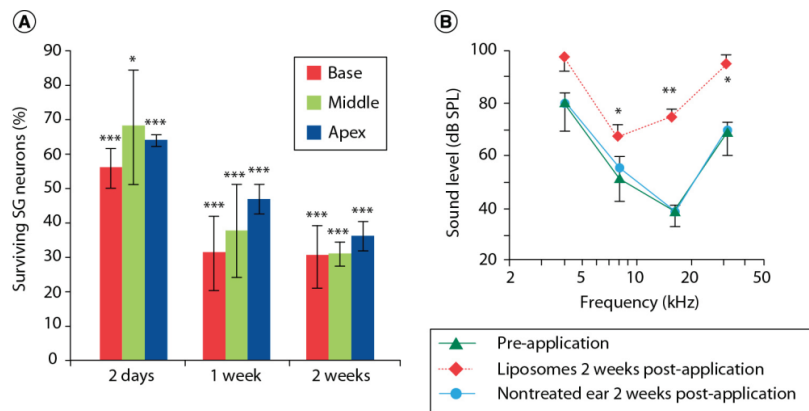 A
Surviving SG neurons (%)
90
80
70
60
50
40
30
20
10
0
***
*
***
***
***
***
***
***
***
Base
Middle
Apex
2 days
1 week
2 weeks
B
Sound level (dB SPL)
100
80
60
40
20
*
**
*
2
5
10
20
50
Frequency (kHz)
Pre-application
Liposomes 2 weeks post-application
Nontreated ear 2 weeks post-application